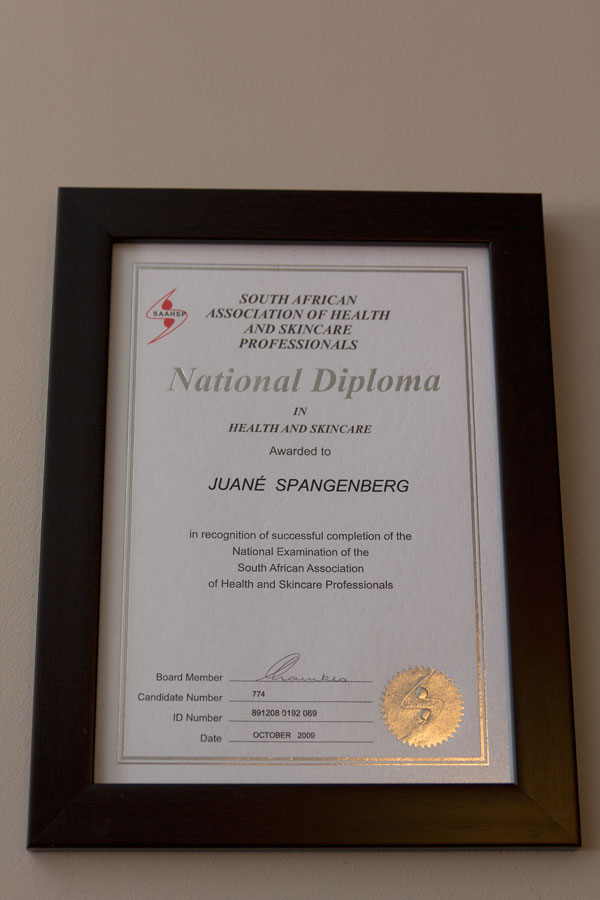 SAAHSP
SOUTH AFRICAN
ASSOCIATION OF HEALTH
AND SKINCARE
PROFESSIONALS
National Diploma
IN
HEALTH AND SKINCARE
Awarded to
JUANÉ SPANGENBERG
in recognition of successful completion of the
National Examination of the
South African Association
of Health and Skincare Professionals
Board Member
Candidate Number 774
ID Number 891208 0192 089
Date OCTOBER 2009